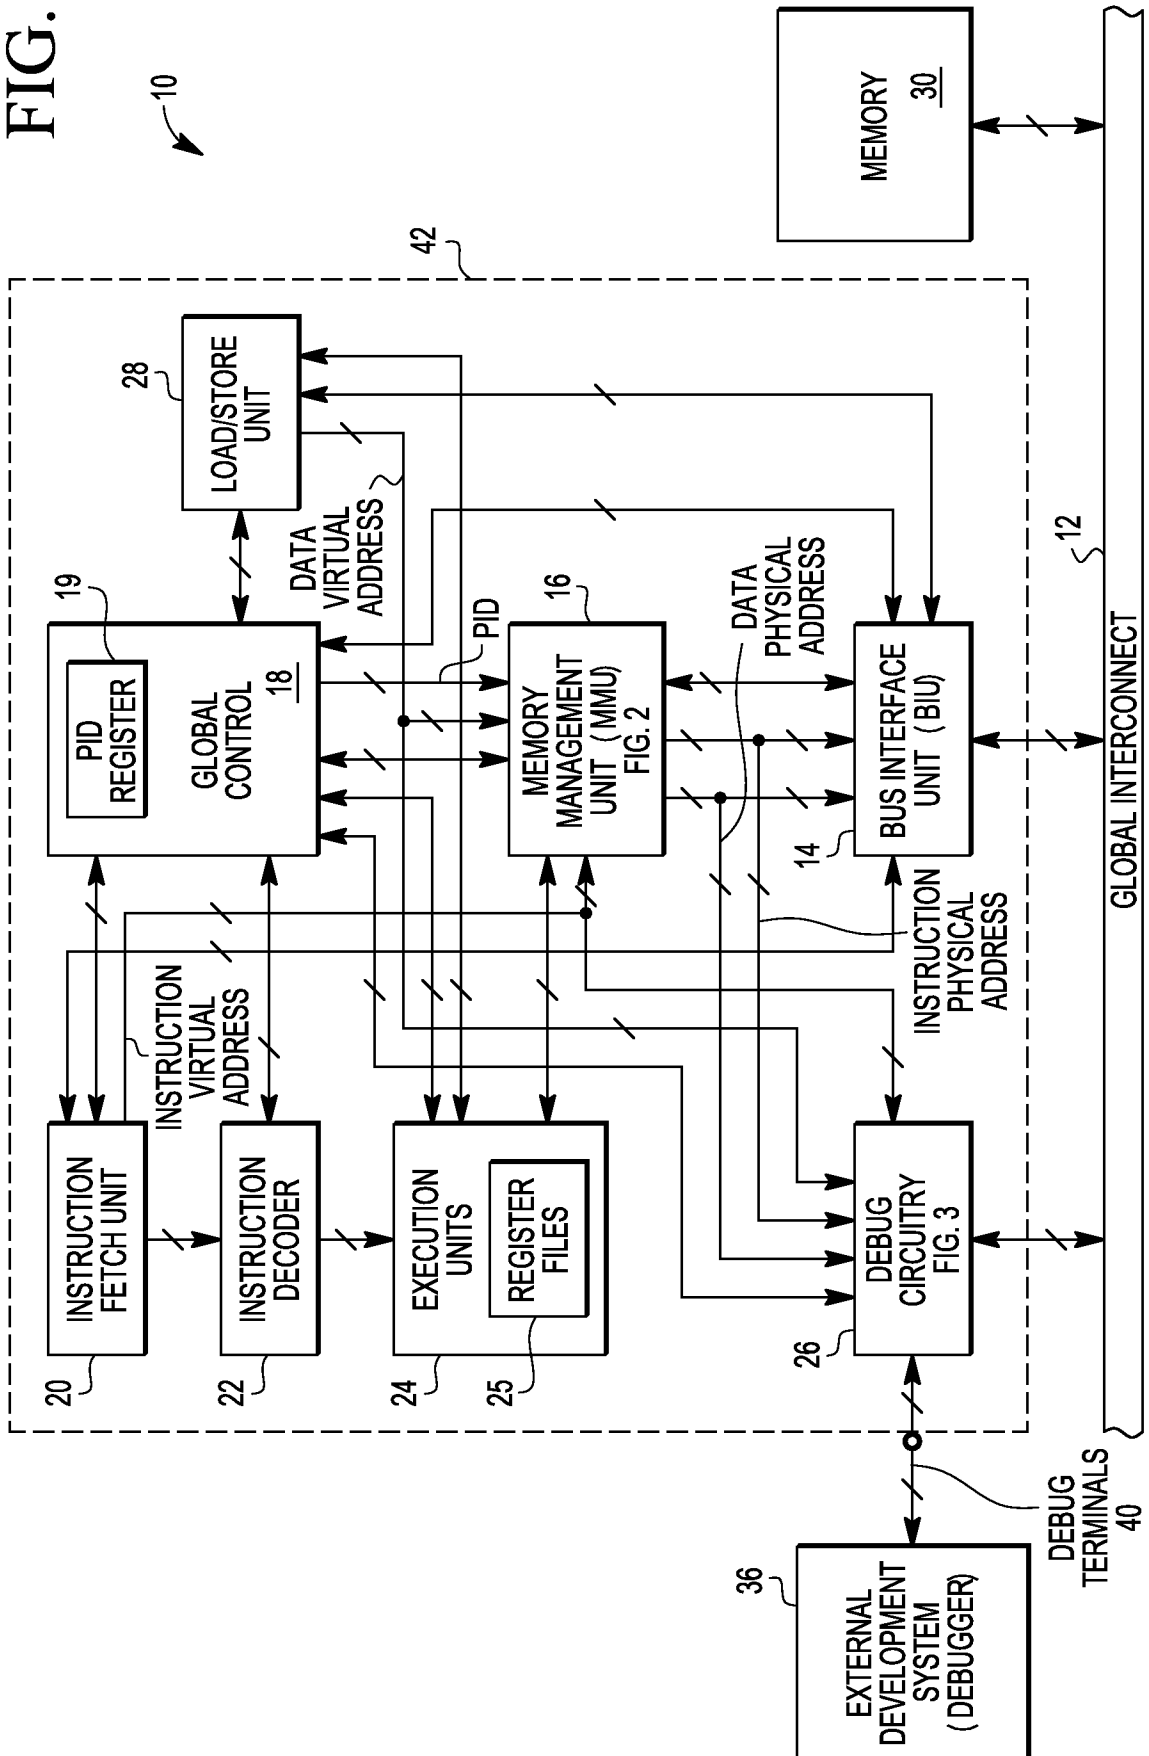 FIG.
10
42
28
LOAD/STORE
UNIT
19
PID
REGISTER
GLOBAL
CONTROL
18
20
INSTRUCTION
FETCH UNIT
INSTRUCTION
VIRTUAL
ADDRESS
22
INSTRUCTION
DECODER
24
EXECUTION
UNITS
25
REGISTER
FILES
DATA
VIRTUAL
ADDRESS
PID
16
MEMORY
MANAGEMENT
UNIT (MMU)
FIG. 2
DATA
PHYSICAL
ADDRESS
14
BUS INTERFACE
UNIT (BIU)
INSTRUCTION
PHYSICAL
ADDRESS
26
DEBUG
CIRCUITRY
FIG. 3
MEMORY
30
12
GLOBAL INTERCONNECT
36
EXTERNAL
DEVELOPMENT
SYSTEM
( DEBUGGER)
DEBUG
TERMINALS
40